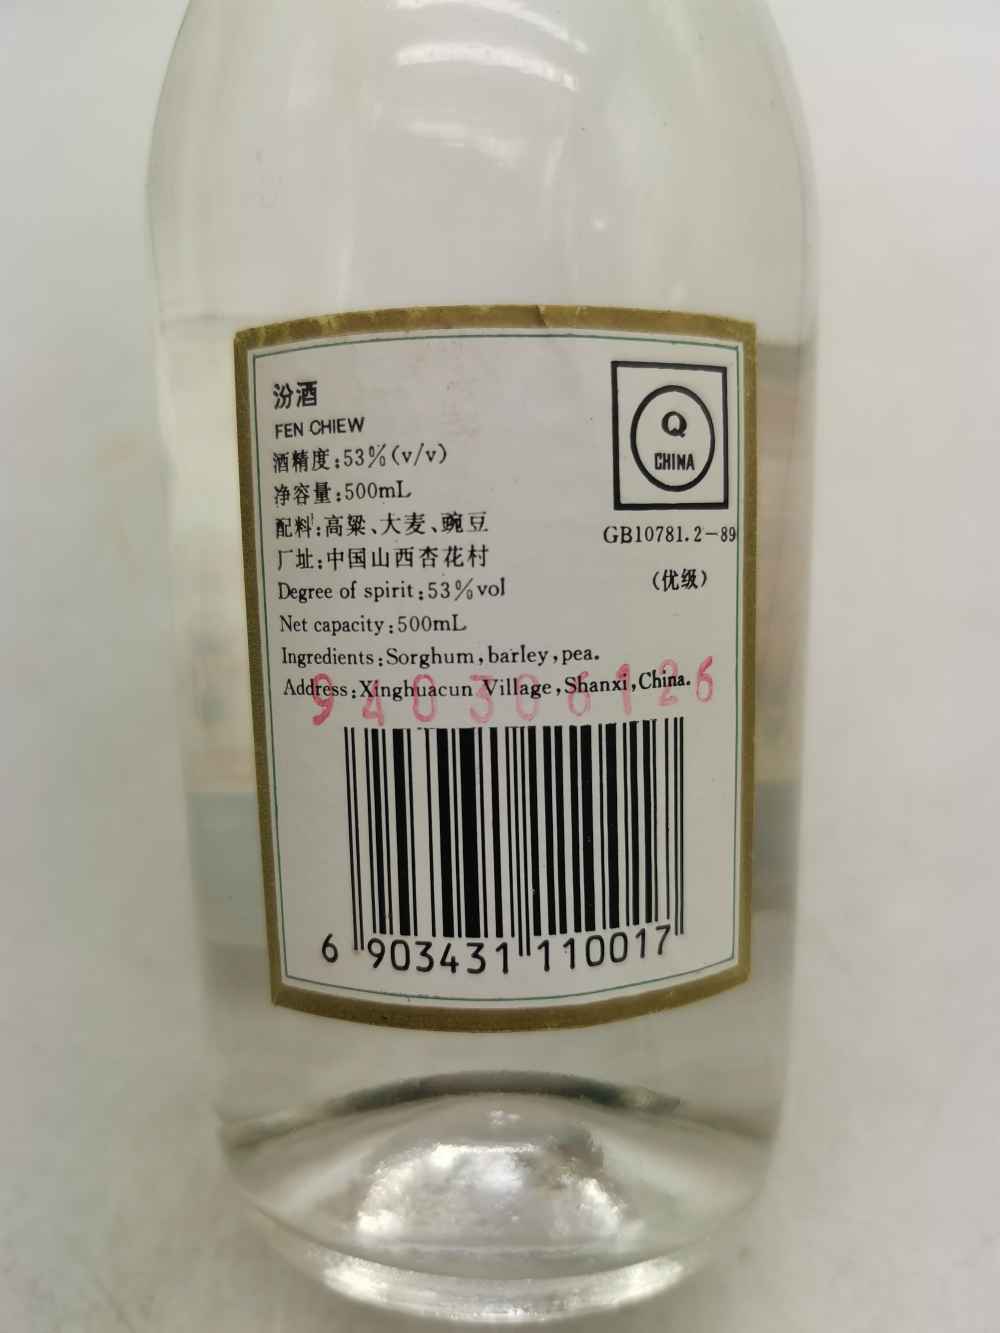 汾酒
FEN CHIEW
酒精度:53%(v/v)
净容量:500mL
配料:高粱、大麦、豌豆
厂址:中国山西杏花村
Degree of spirit:53%vol
Net capacity:500mL
Ingredients:Sorghum,barley,pea.
Address:Xinghuacun Village,Shanxi,China.
Q
CHINA
GB10781.2-89
(优级)
940306126
6 903431 110017